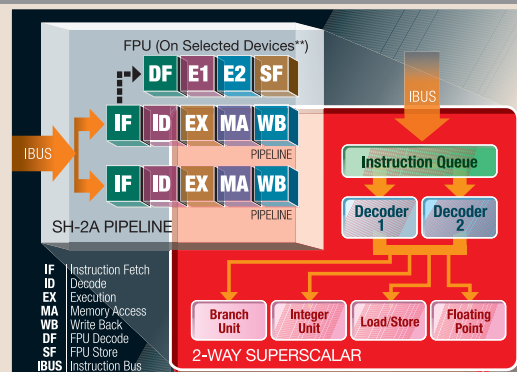 FPU (On Selected Devices**)
DF E1 E2 SF
IF ID EX MA WB
PIPELINE
IBUS
IF ID EX MA WB
PIPELINE
SH-2A PIPELINE
IF Instruction Fetch
ID Decode
EX Execution
MA Memory Access
WB Write Back
DF FPU Decode
SF FPU Store
IBUS Instruction Bus
IBUS
Instruction Queue
Decoder 1
Decoder 2
Branch Unit
Integer Unit
Load/Store
Floating Point
2-WAY SUPERSCALAR